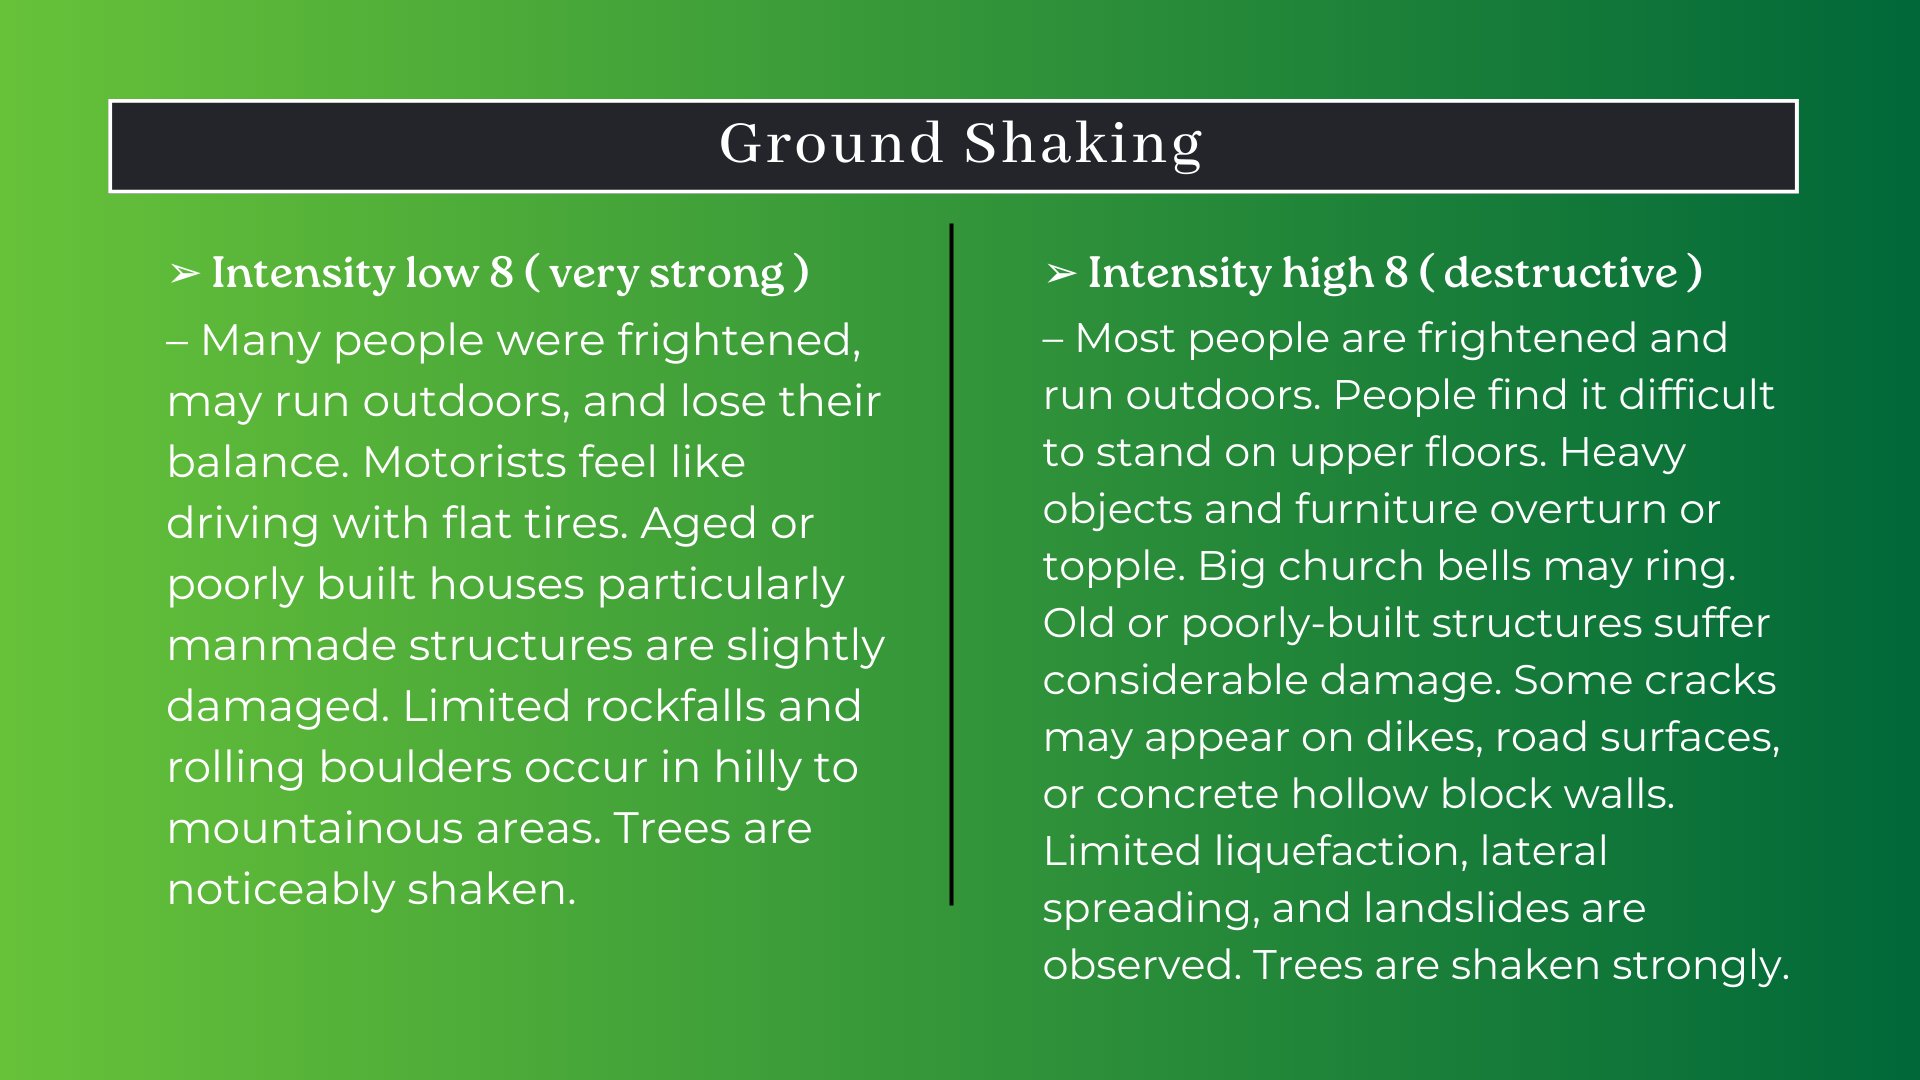 Ground Shaking
➢ Intensity low 8 ( very strong )
– Many people were frightened,
may run outdoors, and lose their
balance. Motorists feel like
driving with flat tires. Aged or
poorly built houses particularly
manmade structures are slightly
damaged. Limited rockfalls and
rolling boulders occur in hilly to
mountainous areas. Trees are
noticeably shaken.
➢ Intensity high 8 ( destructive )
– Most people are frightened and
run outdoors. People find it difficult
to stand on upper floors. Heavy
objects and furniture overturn or
topple. Big church bells may ring.
Old or poorly-built structures suffer
considerable damage. Some cracks
may appear on dikes, road surfaces,
or concrete hollow block walls.
Limited liquefaction, lateral
spreading, and landslides are
observed. Trees are shaken strongly.